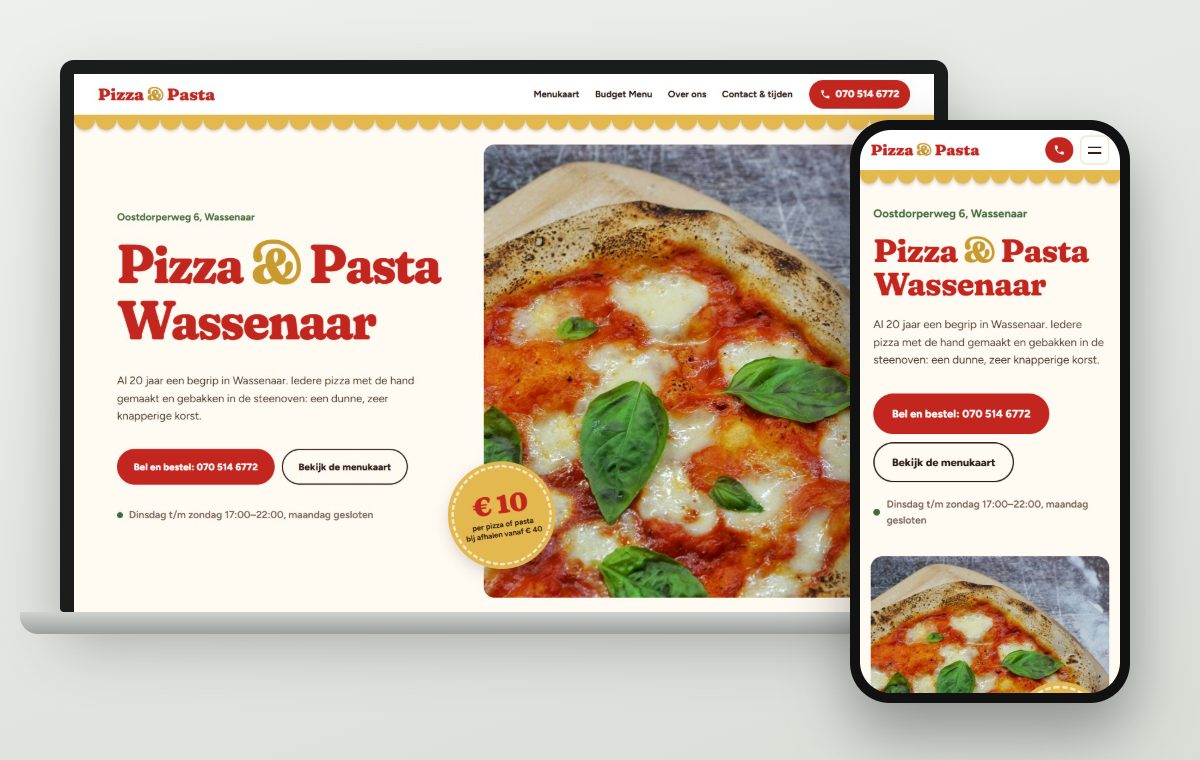 Pizza & Pasta
Menukaart
Budget Menu
Over ons
Contact & tijden
070 514 6772
Oostdorperweg 6, Wassenaar
Pizza & Pasta
Wassenaar
Al 20 jaar een begrip in Wassenaar. Iedere pizza met de hand
gemaakt en gebakken in de steenoven: een dunne, zeer
knapperige korst.
Bel en bestel: 070 514 6772
Bekijk de menukaart
Dinsdag t/m zondag 17:00–22:00, maandag gesloten
€ 10
per pizza of pasta
bij afhalen vanaf € 40
Pizza & Pasta
Oostdorperweg 6, Wassenaar
Pizza & Pasta
Wassenaar
Al 20 jaar een begrip in Wassenaar. Iedere
pizza met de hand gemaakt en gebakken in de
steenoven: een dunne, zeer knapperige korst.
Bel en bestel: 070 514 6772
Bekijk de menukaart
Dinsdag t/m zondag 17:00–22:00, maandag
gesloten